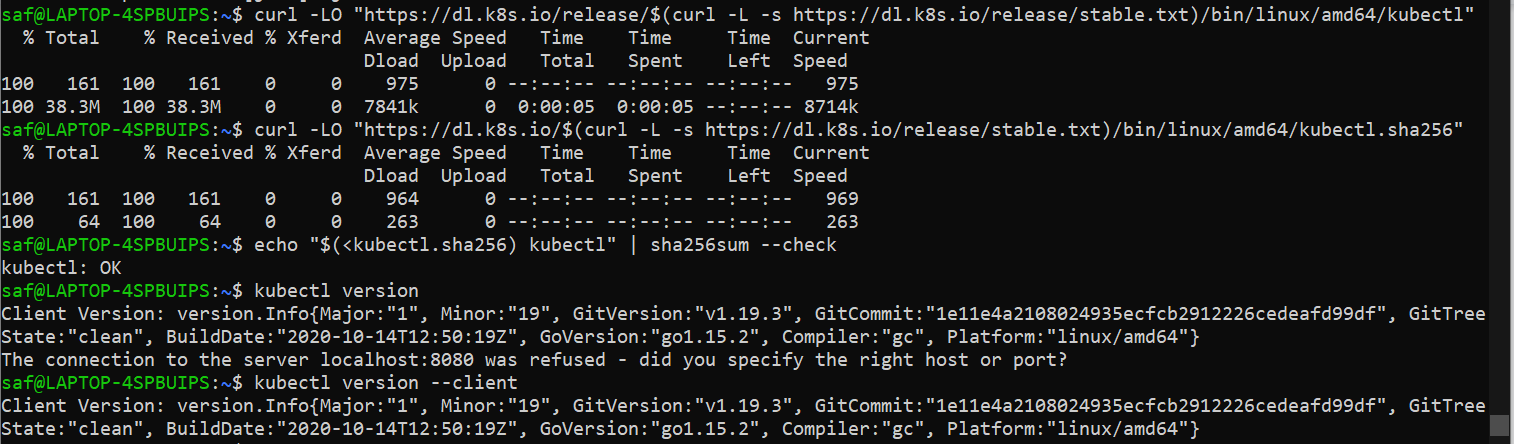 saf@LAPTOP-4SPBUIPS:~$ curl -LO "https://dl.k8s.io/release/$(curl -L -s https://dl.k8s.io/release/stable.txt)/bin/linux/amd64/kubectl"
  % Total    % Received % Xferd  Average Speed   Time    Time     Time  Current
                                 Dload  Upload   Total   Spent    Left  Speed
100   161  100   161    0     0    975      0 --:--:-- --:--:-- --:--:--   975
100 38.3M  100 38.3M    0     0  7841k      0  0:00:05  0:00:05 --:--:-- 8714k
saf@LAPTOP-4SPBUIPS:~$ curl -LO "https://dl.k8s.io/$(curl -L -s https://dl.k8s.io/release/stable.txt)/bin/linux/amd64/kubectl.sha256"
  % Total    % Received % Xferd  Average Speed   Time    Time     Time  Current
                                 Dload  Upload   Total   Spent    Left  Speed
100   161  100   161    0     0    964      0 --:--:-- --:--:-- --:--:--   969
100    64  100    64    0     0    263      0 --:--:-- --:--:-- --:--:--   263
saf@LAPTOP-4SPBUIPS:~$ echo "$(<kubectl.sha256) kubectl" | sha256sum --check
kubectl: OK
saf@LAPTOP-4SPBUIPS:~$ kubectl version
Client Version: version.Info{Major:"1", Minor:"19", GitVersion:"v1.19.3", GitCommit:"1e11e4a2108024935ecfcb2912226cedeafd99df", GitTree
State:"clean", BuildDate:"2020-10-14T12:50:19Z", GoVersion:"go1.15.2", Compiler:"gc", Platform:"linux/amd64"}
The connection to the server localhost:8080 was refused - did you specify the right host or port?
saf@LAPTOP-4SPBUIPS:~$ kubectl version --client
Client Version: version.Info{Major:"1", Minor:"19", GitVersion:"v1.19.3", GitCommit:"1e11e4a2108024935ecfcb2912226cedeafd99df", GitTree
State:"clean", BuildDate:"2020-10-14T12:50:19Z", GoVersion:"go1.15.2", Compiler:"gc", Platform:"linux/amd64"}